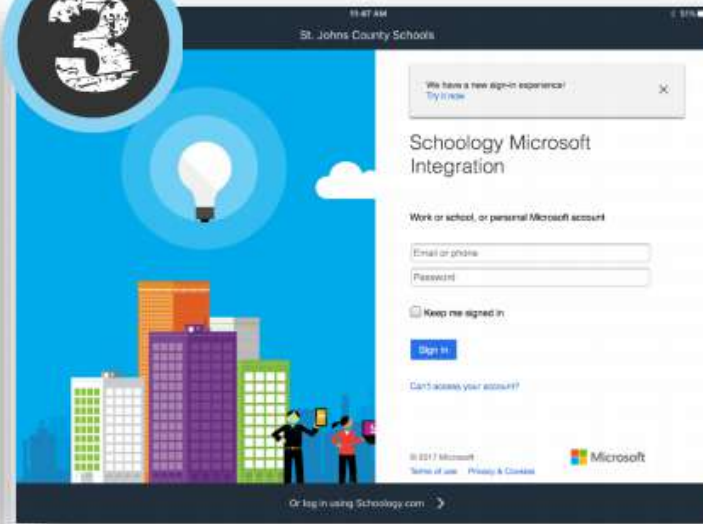 3
11:47 AM
51%
St. Johns County Schools
We have a new sign-in experience!
Try it now
Schoology Microsoft
Integration
Work or school, or personal Microsoft account
Email or phone
Password
Keep me signed in
Sign in
Can't access your account?
© 2017 Microsoft
Terms of use Privacy & Cookies
Microsoft
Or log in using Schoology.com